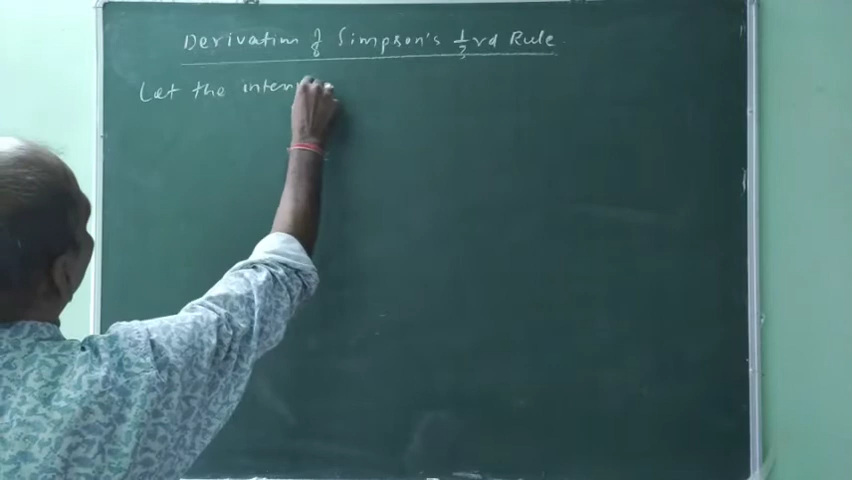 Derivation of Simpson's 1/3rd Rule
Let the inter